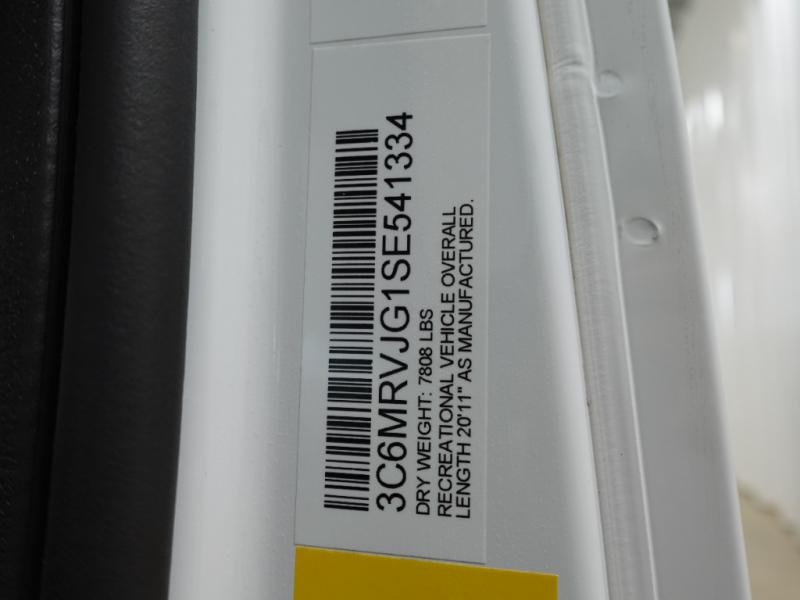 3C6MRVJG1SE541334
DRY WEIGHT: 7808 LBS
RECREATIONAL VEHICLE OVERALL
LENGTH 20'11" AS MANUFACTURED.